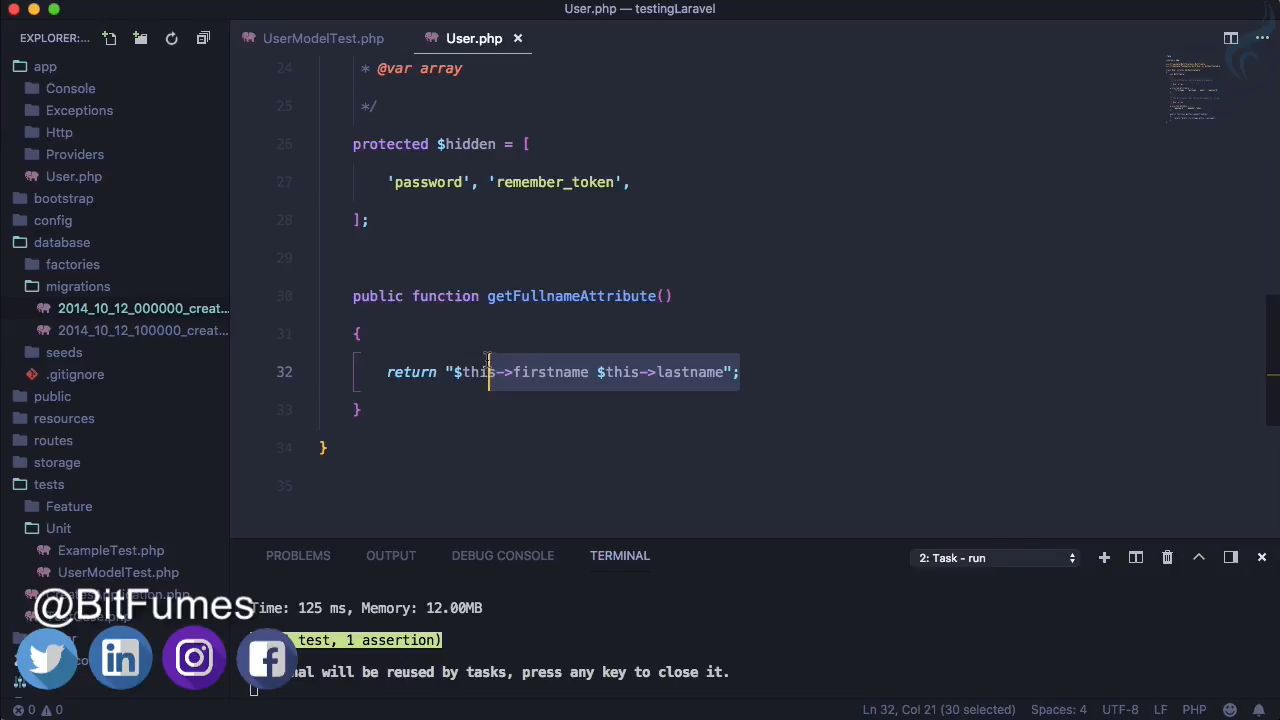 User.php — testingLaravel
EXPLORER:...
UserModelTest.php
User.php
app
Console
Exceptions
Http
Providers
User.php
bootstrap
config
database
factories
migrations
2014_10_12_000000_creat...
2014_10_12_100000_creat...
seeds
.gitignore
public
resources
routes
storage
tests
Feature
Unit
ExampleTest.php
UserModelTest.php
24 * @var array
25 */
26 protected $hidden = [
27 'password', 'remember_token',
28 ];
29
30 public function getFullnameAttribute()
31 {
32 return "$this->firstname $this->lastname";
33 }
34 }
35
PROBLEMS OUTPUT DEBUG CONSOLE TERMINAL 2: Task - run
Time: 125 ms, Memory: 12.00MB
test, 1 assertion)
will be reused by tasks, press any key to close it.
@BitFumes
0 0 Ln 32, Col 21 (30 selected) Spaces: 4 UTF-8 LF PHP